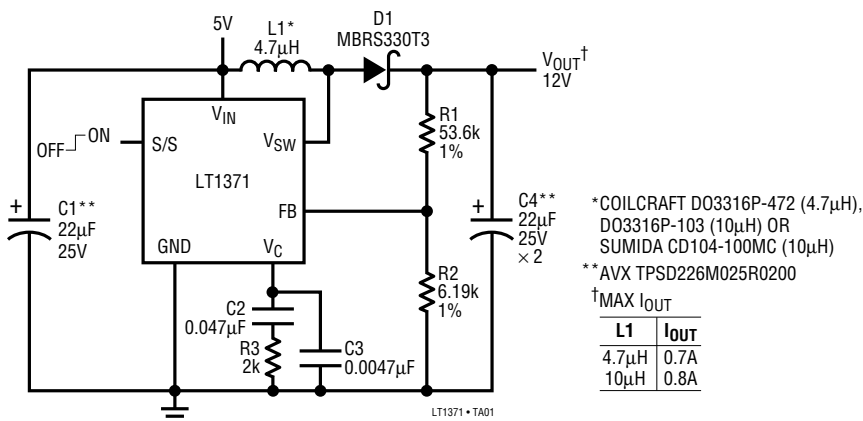 5V
L1*
4.7µH
D1
MBRS330T3
VOUT†
12V
VIN
R1
53.6k
1%
OFF
ON
S/S
VSW
LT1371
FB
+
C1**
22µF
25V
+
C4**
22µF
25V
× 2
GND
VC
R2
6.19k
1%
C2
0.047µF
R3
2k
C3
0.0047µF
LT1371 • TA01
*COILCRAFT DO3316P-472 (4.7µH),
DO3316P-103 (10µH) OR
SUMIDA CD104-100MC (10µH)
**AVX TPSD226M025R0200
†MAX IOUT
L1 IOUT
4.7µH 0.7A
10µH 0.8A